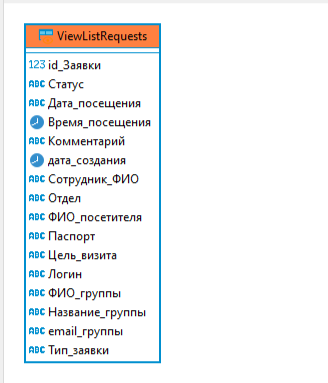 ViewListRequests
123 id_Заявки
ABC Статус
ABC Дата_посещения
Время_посещения
ABC Комментарий
дата_создания
ABC Сотрудник_ФИО
ABC Отдел
ABC ФИО_посетителя
ABC Паспорт
ABC Цель_визита
ABC Логин
ABC ФИО_группы
ABC Название_группы
ABC email_группы
ABC Тип_заявки